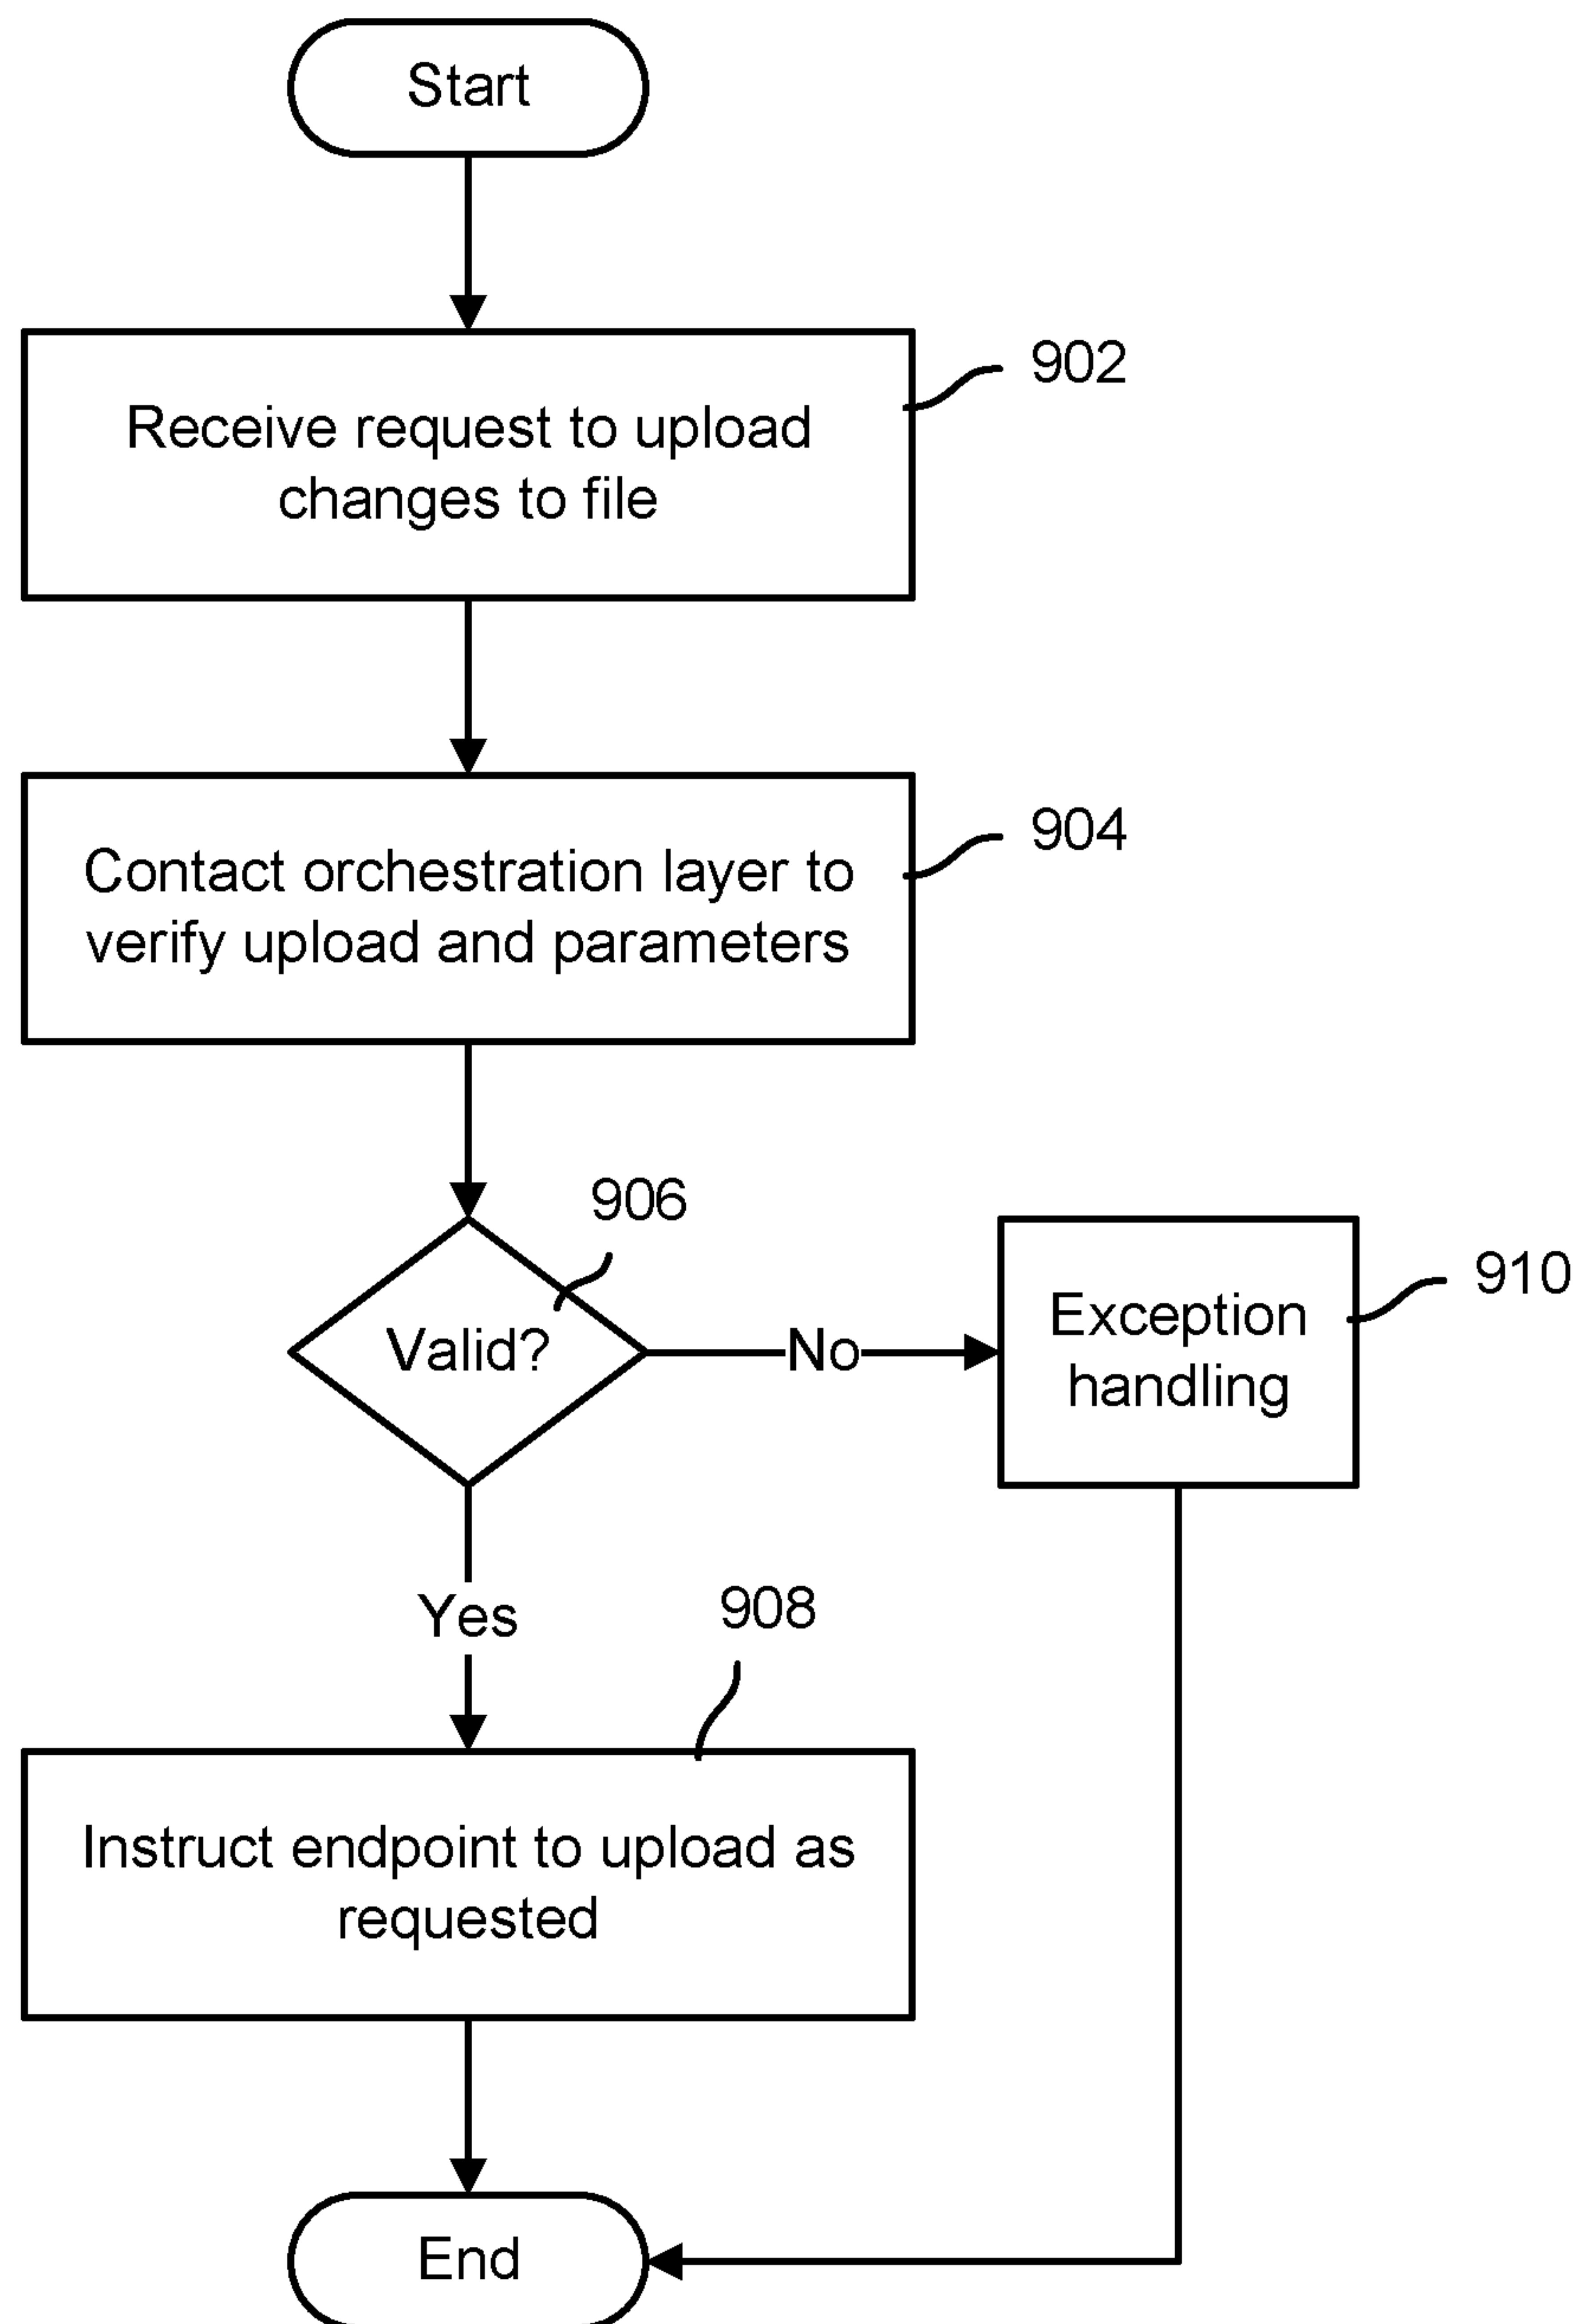 Start
902
Receive request to upload
changes to file
904
Contact orchestration layer to
verify upload and parameters
906
Valid?
No
910
Exception
handling
Yes
908
Instruct endpoint to upload as
requested
End